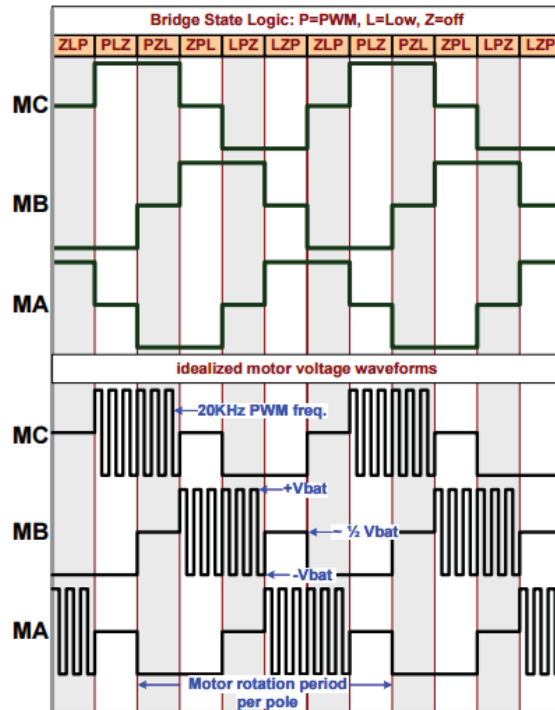 Bridge State Logic: P=PWM, L=Low, Z=off
ZLP PLZ PZL ZPL LPZ LZP ZLP PLZ PZL ZPL LPZ LZP
MC
MB
MA
idealized motor voltage waveforms
20KHz PWM freq.
MC
+Vbat
MB
~ ½ Vbat
-Vbat
MA
Motor rotation period
per pole